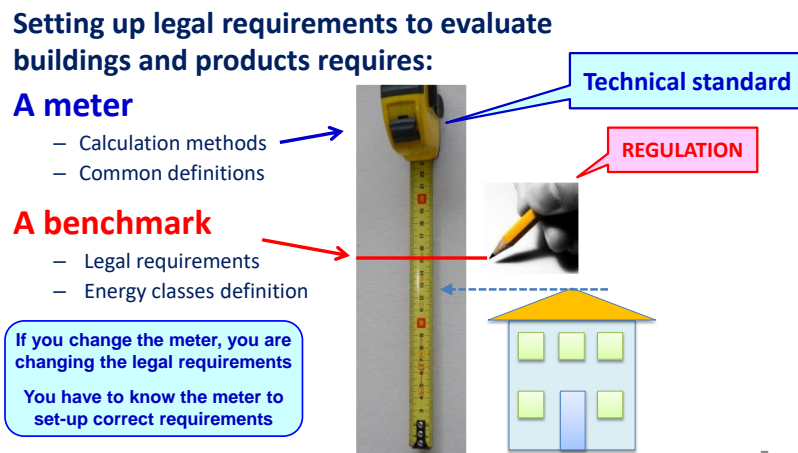 Setting up legal requirements to evaluate
buildings and products requires:
Technical standard
A meter
– Calculation methods
– Common definitions
REGULATION
A benchmark
– Legal requirements
– Energy classes definition
If you change the meter, you are
changing the legal requirements
You have to know the meter to
set-up correct requirements